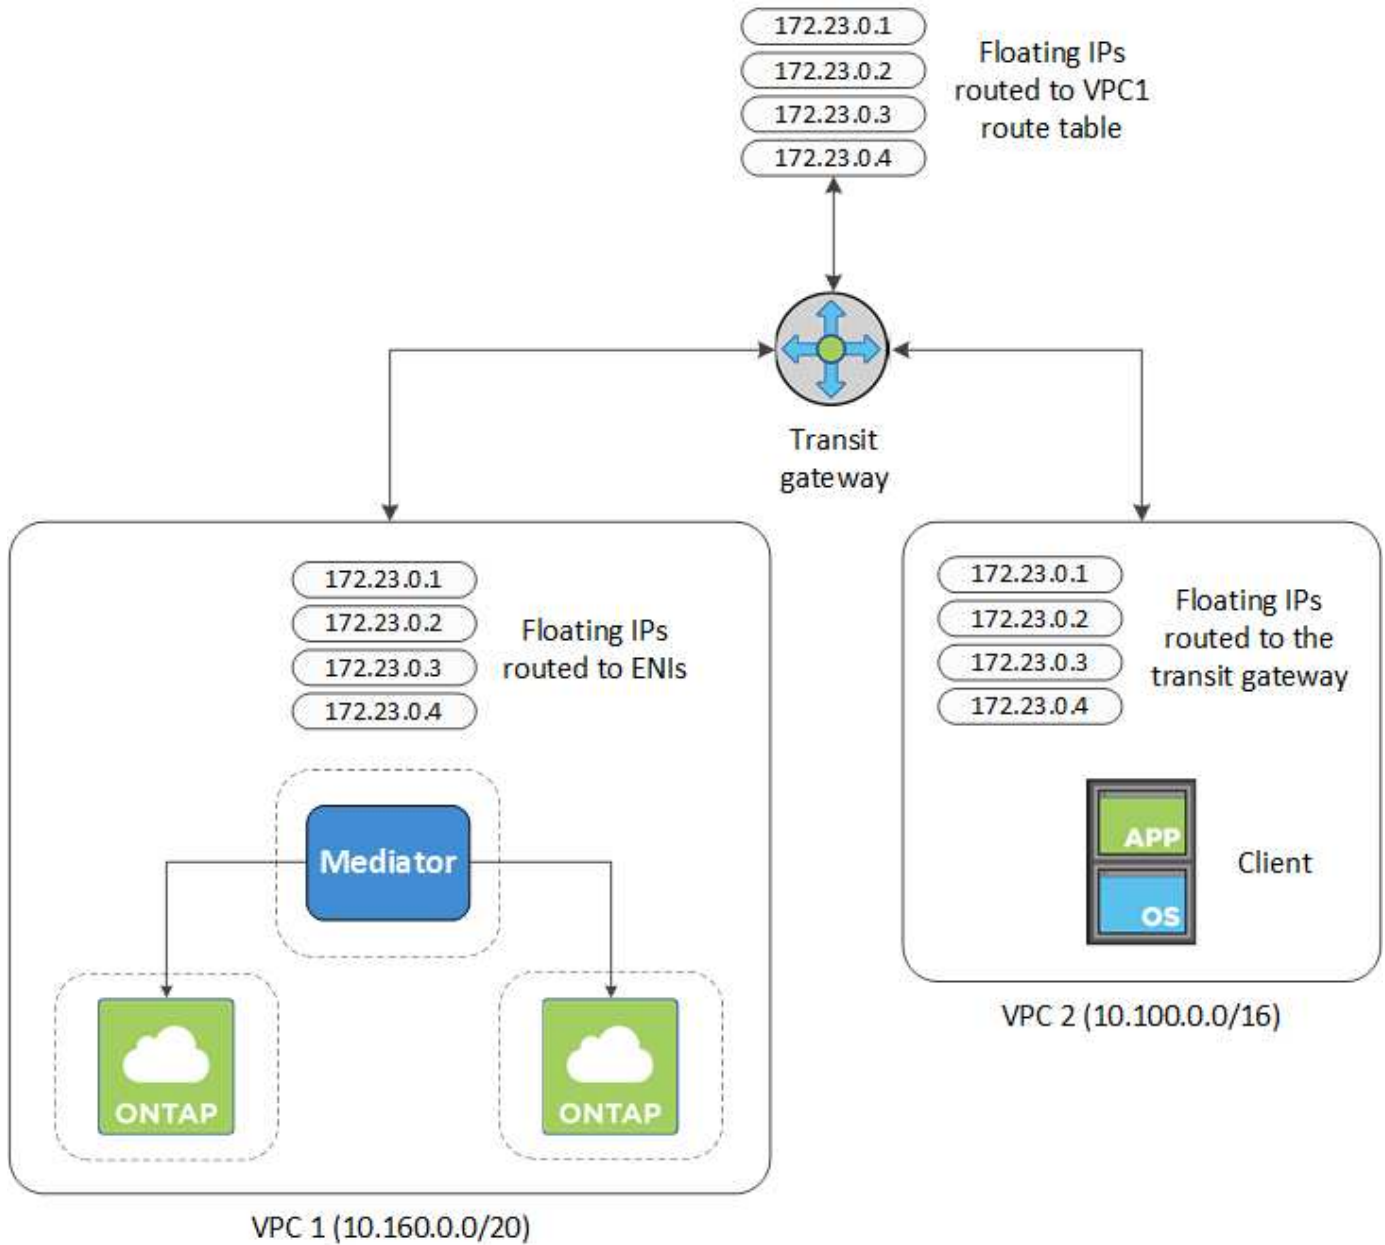 172.23.0.1
172.23.0.2
172.23.0.3
172.23.0.4
Floating IPs
routed to VPC1
route table
Transit
gateway
172.23.0.1
172.23.0.2
172.23.0.3
172.23.0.4
Floating IPs
routed to ENIs
Mediator
ONTAP
ONTAP
VPC 1 (10.160.0.0/20)
172.23.0.1
172.23.0.2
172.23.0.3
172.23.0.4
Floating IPs
routed to the
transit gateway
APP
OS
Client
VPC 2 (10.100.0.0/16)